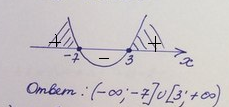 + - +
-7 3 x
Ответ: (-∞; -7]∪[3; +∞)